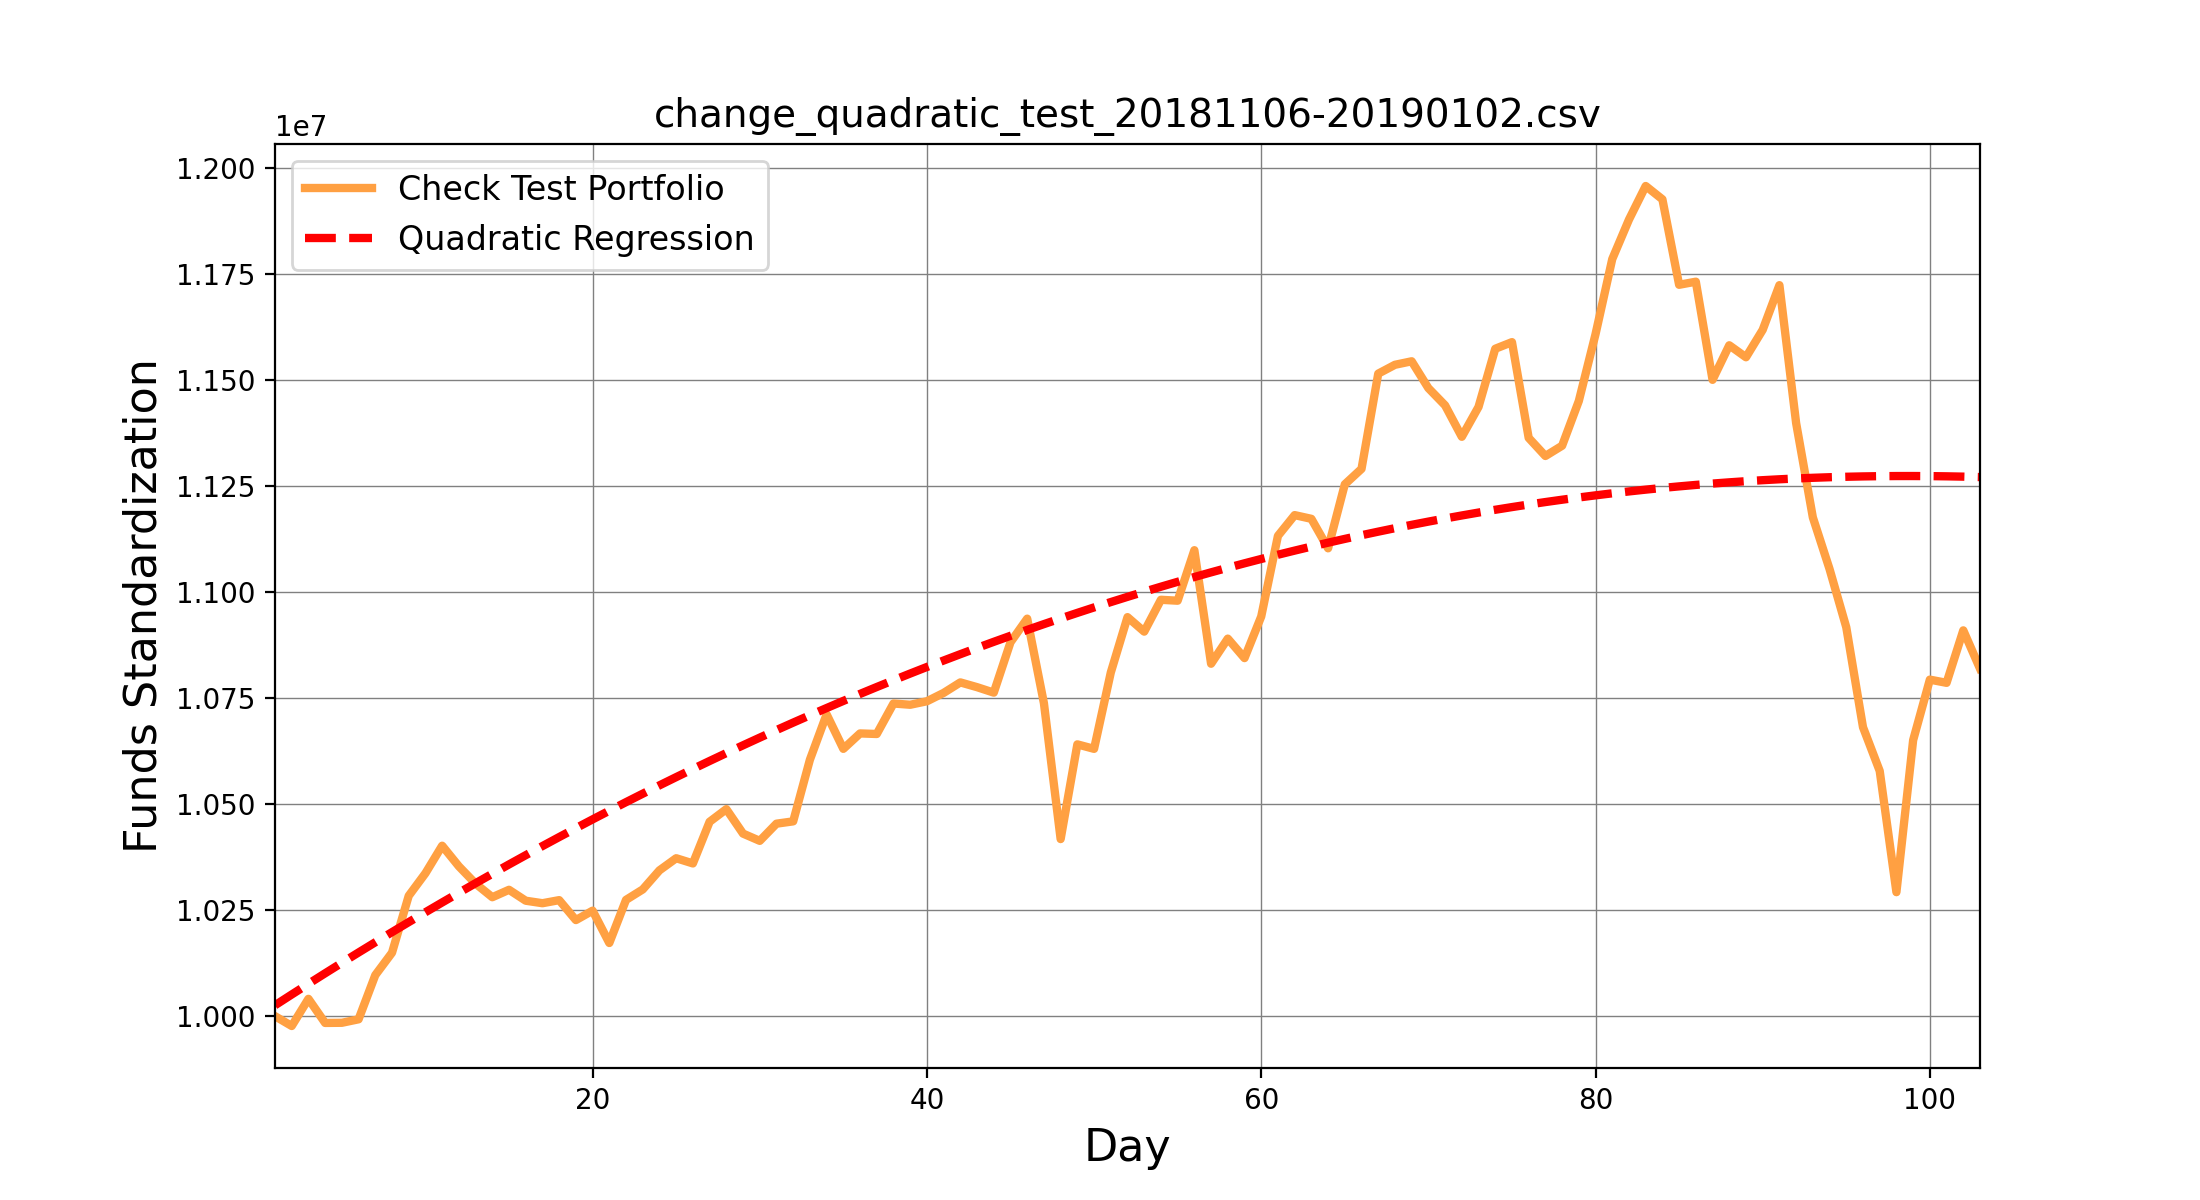 change_quadratic_test_20181106-20190102.csv
1e7
Check Test Portfolio
Quadratic Regression
1.200
1.175
1.150
1.125
1.100
1.075
1.050
1.025
1.000
Funds Standardization
20 40 60 80 100
Day